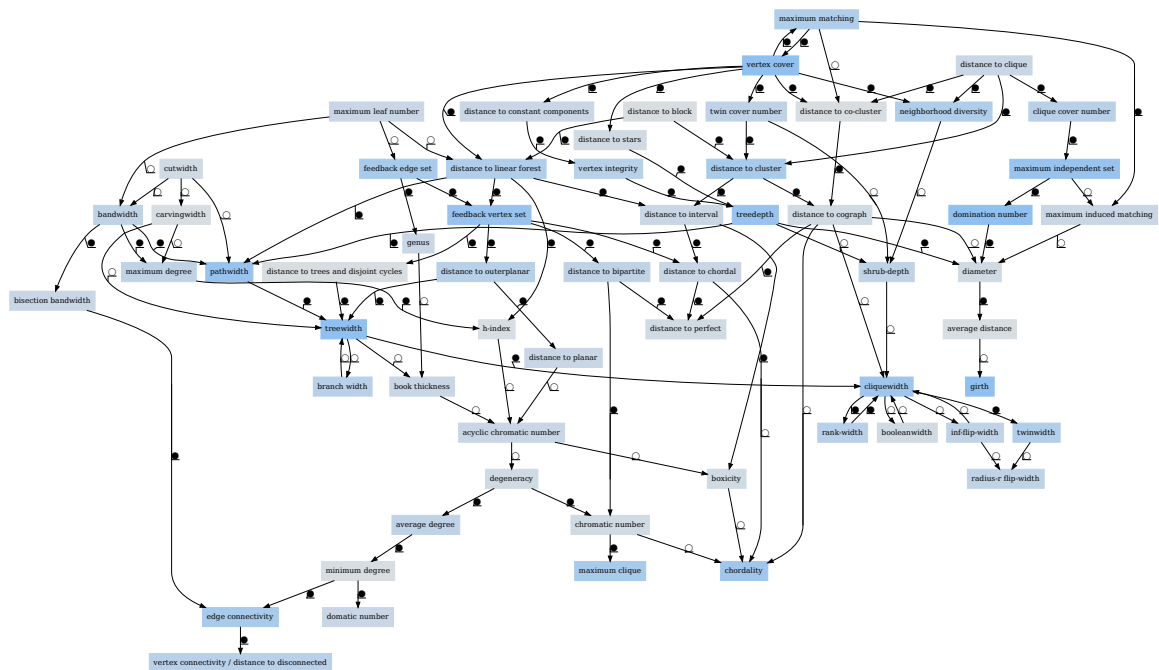 maximum matching
vertex cover
distance to clique
maximum leaf number
distance to constant components
distance to block
twin cover number
distance to co-cluster
neighborhood diversity
clique cover number
distance to stars
cutwidth
feedback edge set
distance to linear forest
vertex integrity
distance to cluster
maximum independent set
bandwidth
carvingwidth
feedback vertex set
distance to interval
treedepth
distance to cograph
domination number
maximum induced matching
genus
maximum degree
pathwidth
distance to trees and disjoint cycles
distance to outerplanar
distance to bipartite
distance to chordal
shrub-depth
diameter
bisection bandwidth
treewidth
h-index
distance to perfect
average distance
distance to planar
branch width
book thickness
cliquewidth
girth
acyclic chromatic number
rank-width
booleanwidth
inf-flip-width
twinwidth
degeneracy
boxicity
radius-r flip-width
average degree
chromatic number
minimum degree
maximum clique
chordality
edge connectivity
domatic number
vertex connectivity / distance to disconnected